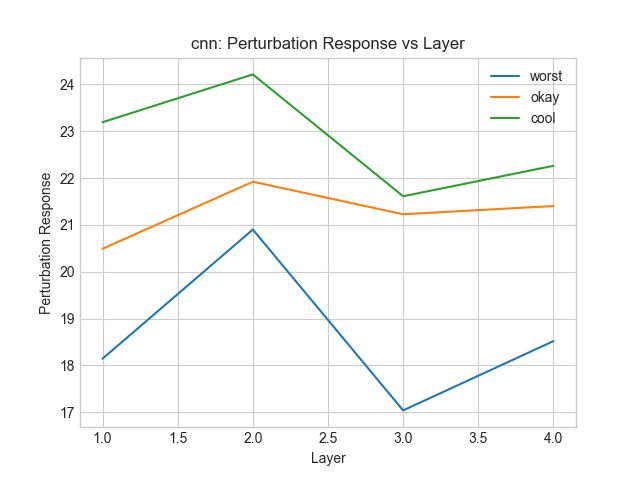 cnn: Perturbation Response vs Layer
worst
okay
cool
Perturbation Response
24
23
22
21
20
19
18
17
1.0 1.5 2.0 2.5 3.0 3.5 4.0
Layer